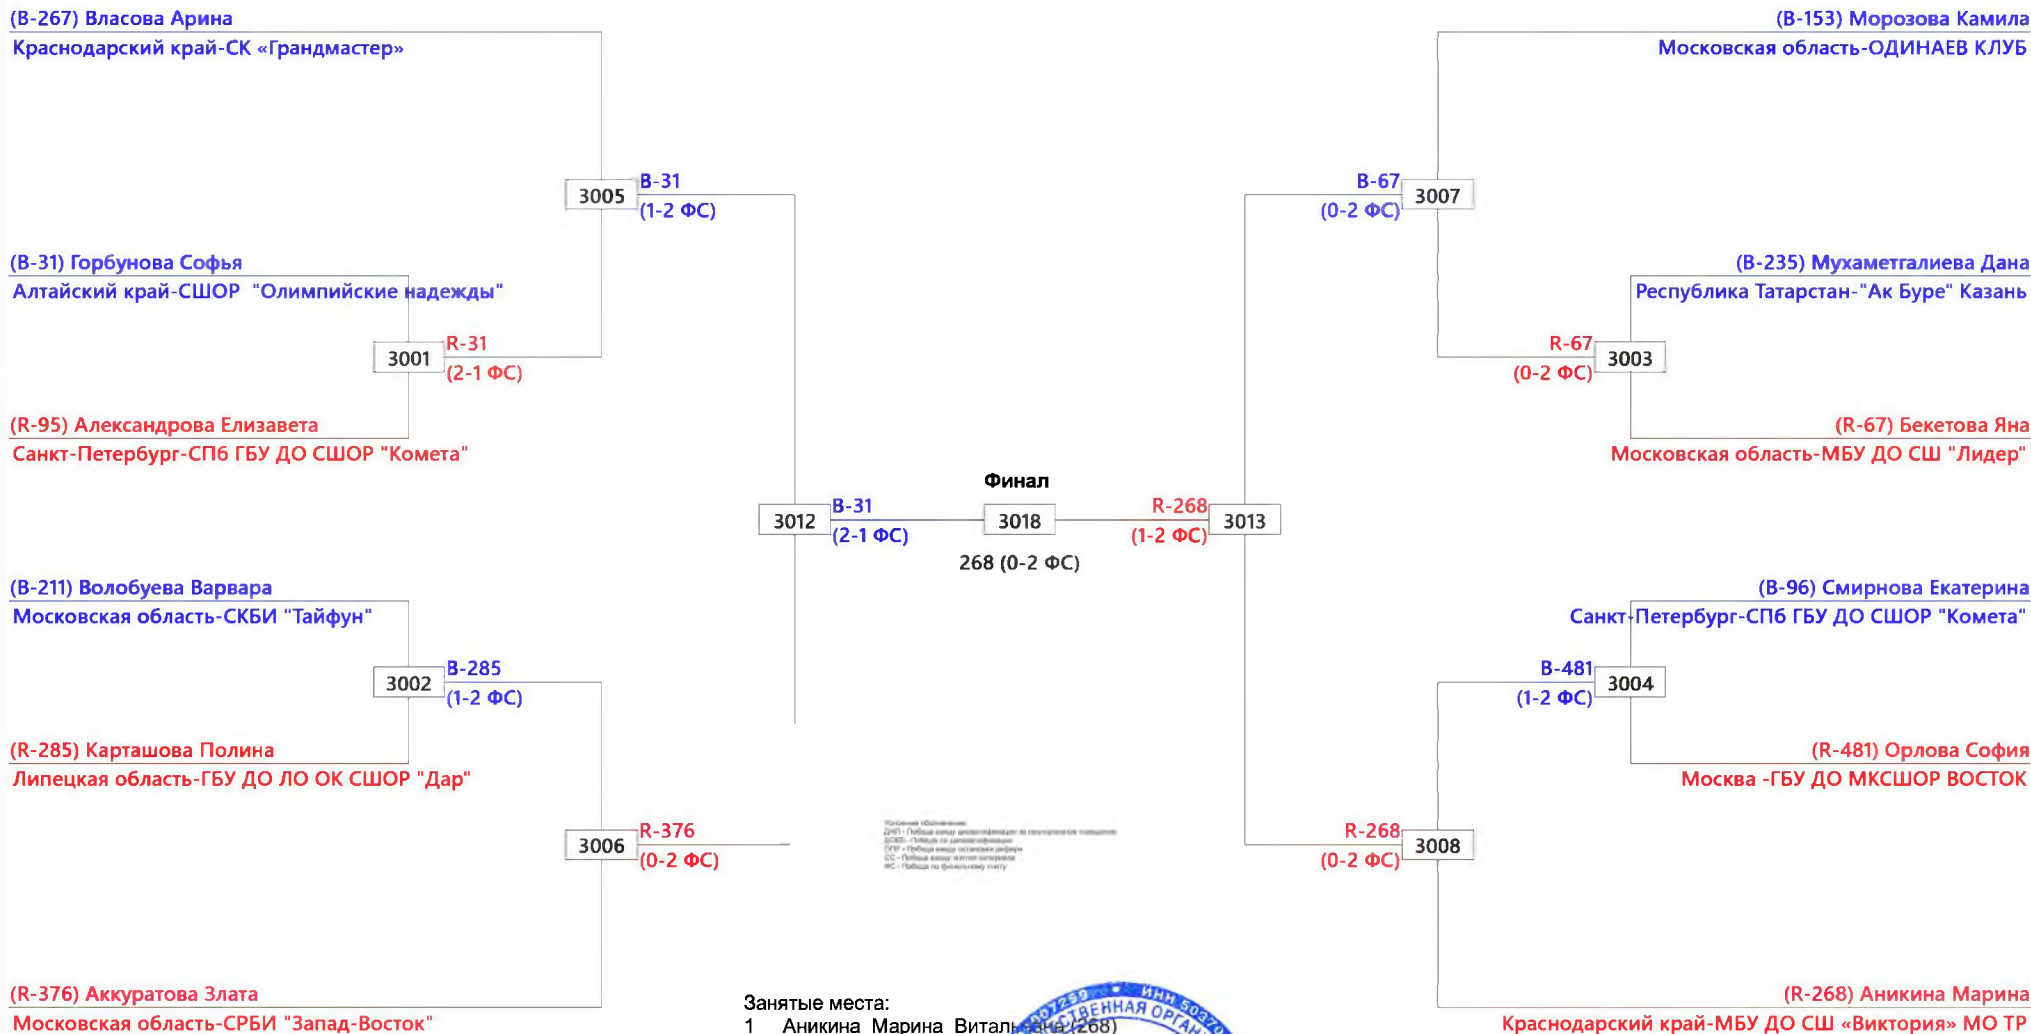 (B-267) Власова Арина
Краснодарский край-СК «Грандмастер»
(B-153) Морозова Камила
Московская область-ОДИНАЕВ КЛУБ
3005
B-31
(1-2 ФС)
B-67
(0-2 ФС)
3007
(B-31) Горбунова Софья
Алтайский край-СШОР "Олимпийские надежды"
(B-235) Мухаметгалиева Дана
Республика Татарстан-"Ак Буре" Казань
3001
R-31
(2-1 ФС)
R-67
(0-2 ФС)
3003
(R-95) Александрова Елизавета
Санкт-Петербург-СПб ГБУ ДО СШОР "Комета"
(R-67) Бекетова Яна
Московская область-МБУ ДО СШ "Лидер"
Финал
3012
B-31
(2-1 ФС)
3018
R-268
(1-2 ФС)
3013
268 (0-2 ФС)
(B-211) Волобуева Варвара
Московская область-СКБИ "Тайфун"
(B-96) Смирнова Екатерина
Санкт-Петербург-СПб ГБУ ДО СШОР "Комета"
3002
B-285
(1-2 ФС)
B-481
(1-2 ФС)
3004
(R-285) Карташова Полина
Липецкая область-ГБУ ДО ЛО ОК СШОР "Дар"
(R-481) Орлова София
Москва -ГБУ ДО МКСШОР ВОСТОК
3006
R-376
(0-2 ФС)
R-268
(0-2 ФС)
3008
(R-376) Аккуратова Злата
Московская область-СРБИ "Запад-Восток"
(R-268) Аникина Марина
Краснодарский край-МБУ ДО СШ «Виктория» МО ТР
Занятые места:
1 Аникина Марина (268)